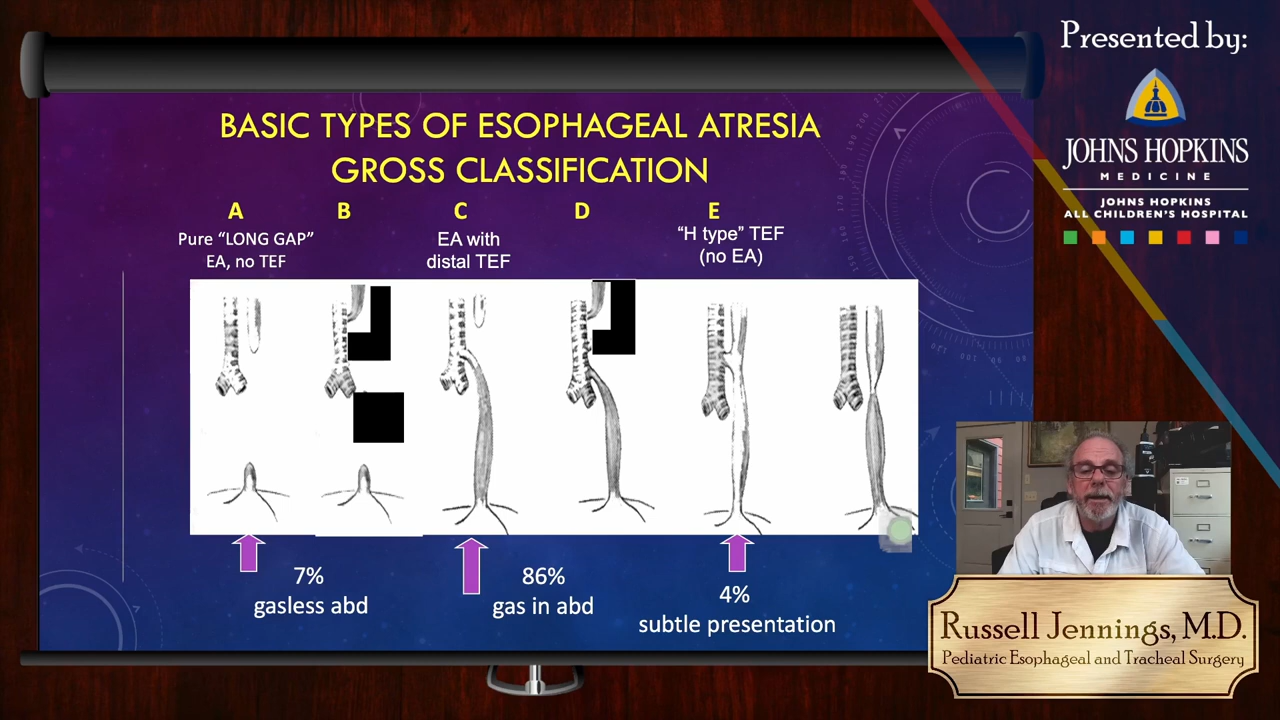 BASIC TYPES OF ESOPHAGEAL ATRESIA
GROSS CLASSIFICATION
A B C D E
Pure “LONG GAP”
EA, no TEF
EA with
distal TEF
“H type” TEF
(no EA)
7%
gasless abd
86%
gas in abd
4%
subtle presentation
Presented by:
JOHNS HOPKINS
MEDICINE
JOHNS HOPKINS
ALL CHILDREN'S HOSPITAL
Russell Jennings, M.D.
Pediatric Esophageal and Tracheal Surgery